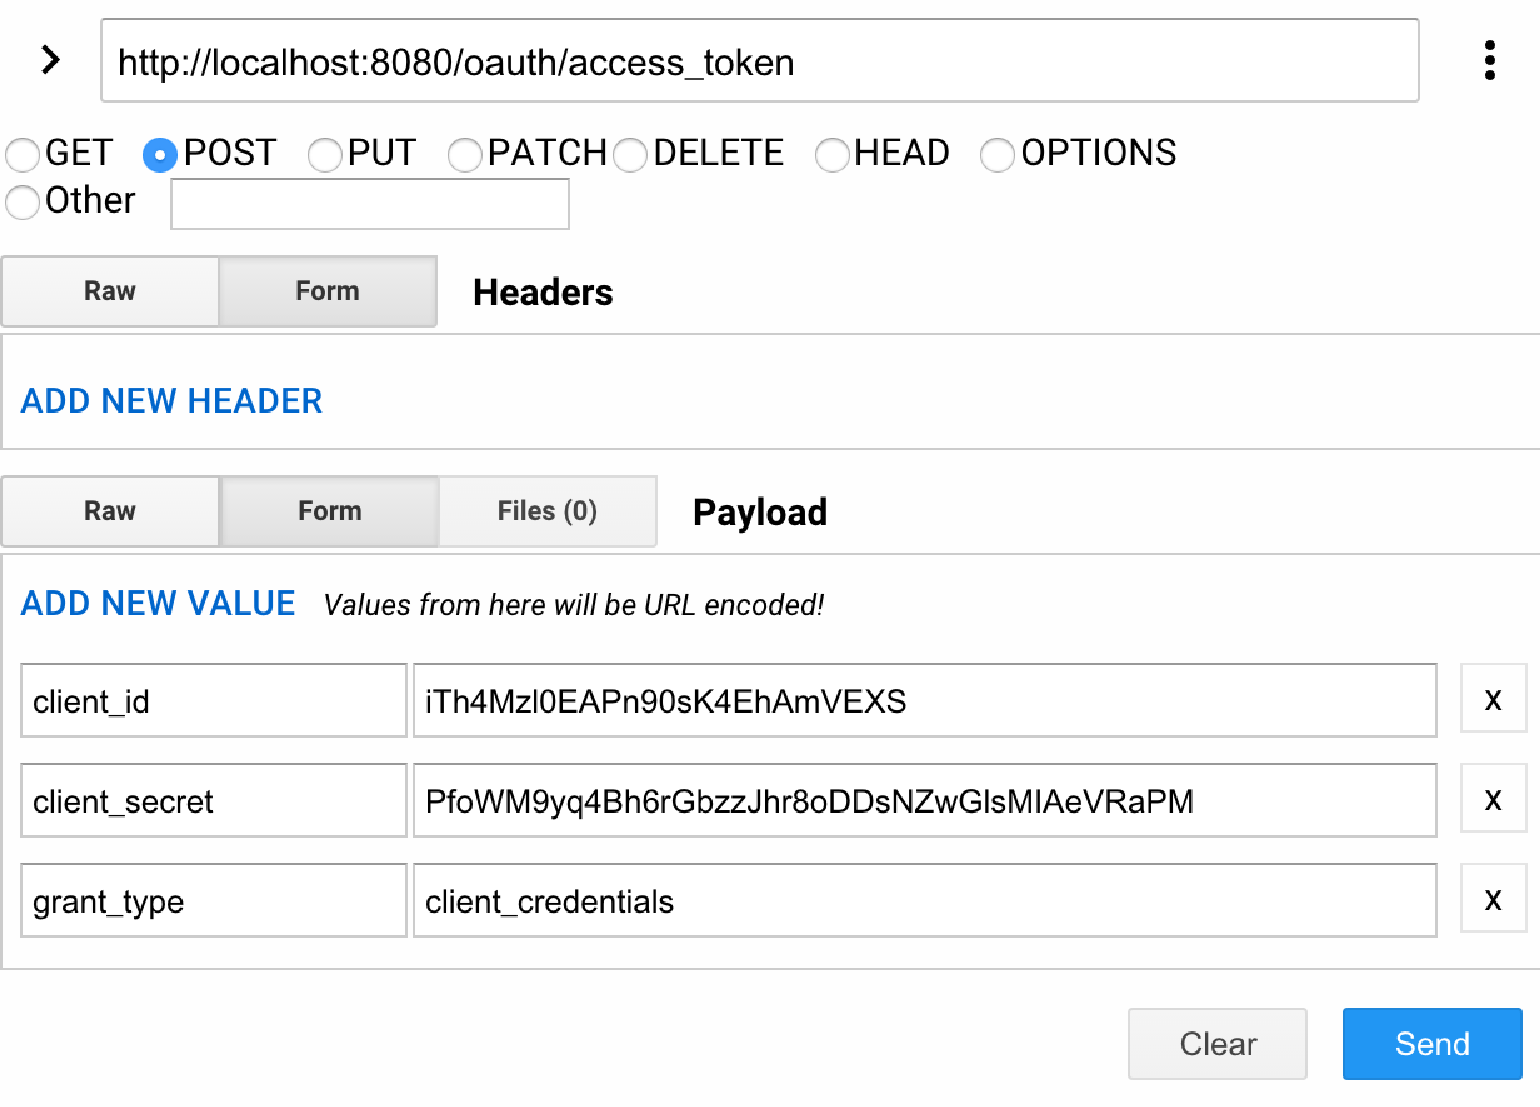 http://localhost:8080/oauth/access_token
GET POST PUT PATCH DELETE HEAD OPTIONS
Other
Raw Form Headers
ADD NEW HEADER
Raw Form Files (0) Payload
ADD NEW VALUE Values from here will be URL encoded!
client_id iTh4Mzl0EAPn90sK4EhAmVEXS x
client_secret PfoWM9yq4Bh6rGbzzJhr8oDDsNZwGlsMIAeVRaPM x
grant_type client_credentials x
Clear Send